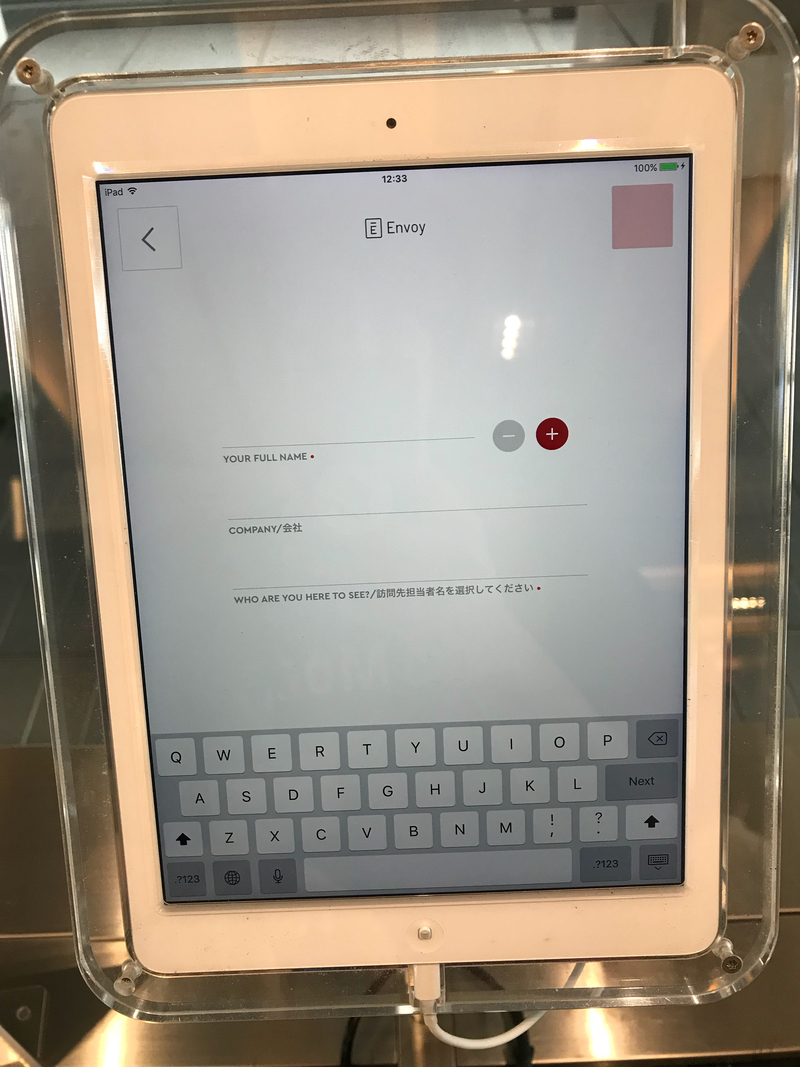 iPad
12:33
100%
Envoy
YOUR FULL NAME
COMPANY/会社
WHO ARE YOU HERE TO SEE?/訪問先担当者名を選択してください
Q W E R T Y U I O P
A S D F G H J K L Next
Z X C V B N M ! , ? .
.?123 .?123